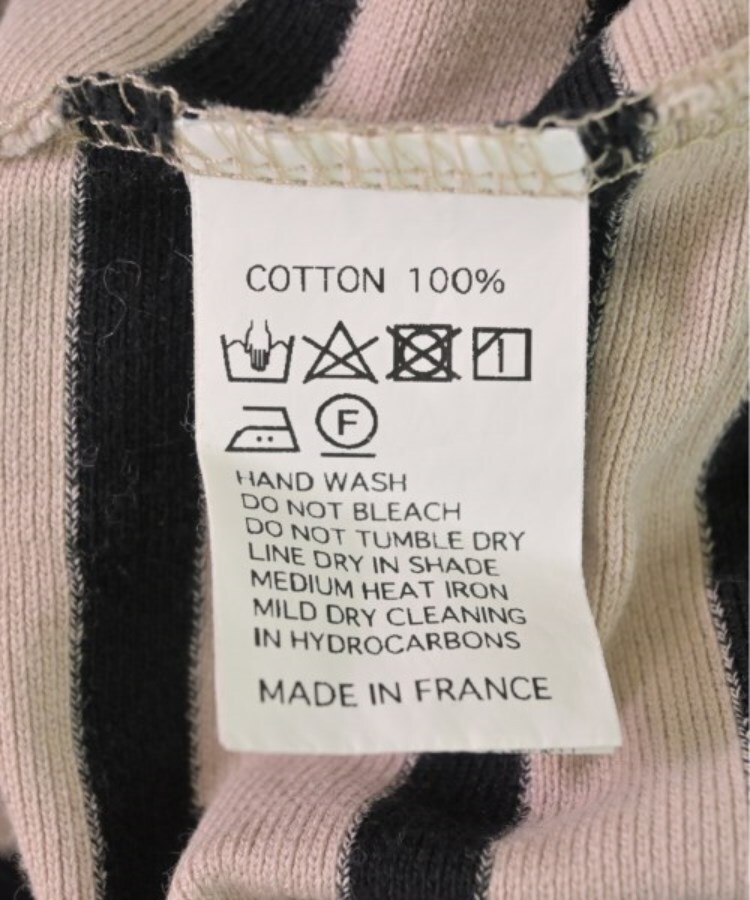 COTTON 100%
F
HAND WASH
DO NOT BLEACH
DO NOT TUMBLE DRY
LINE DRY IN SHADE
MEDIUM HEAT IRON
MILD DRY CLEANING
IN HYDROCARBONS
MADE IN FRANCE